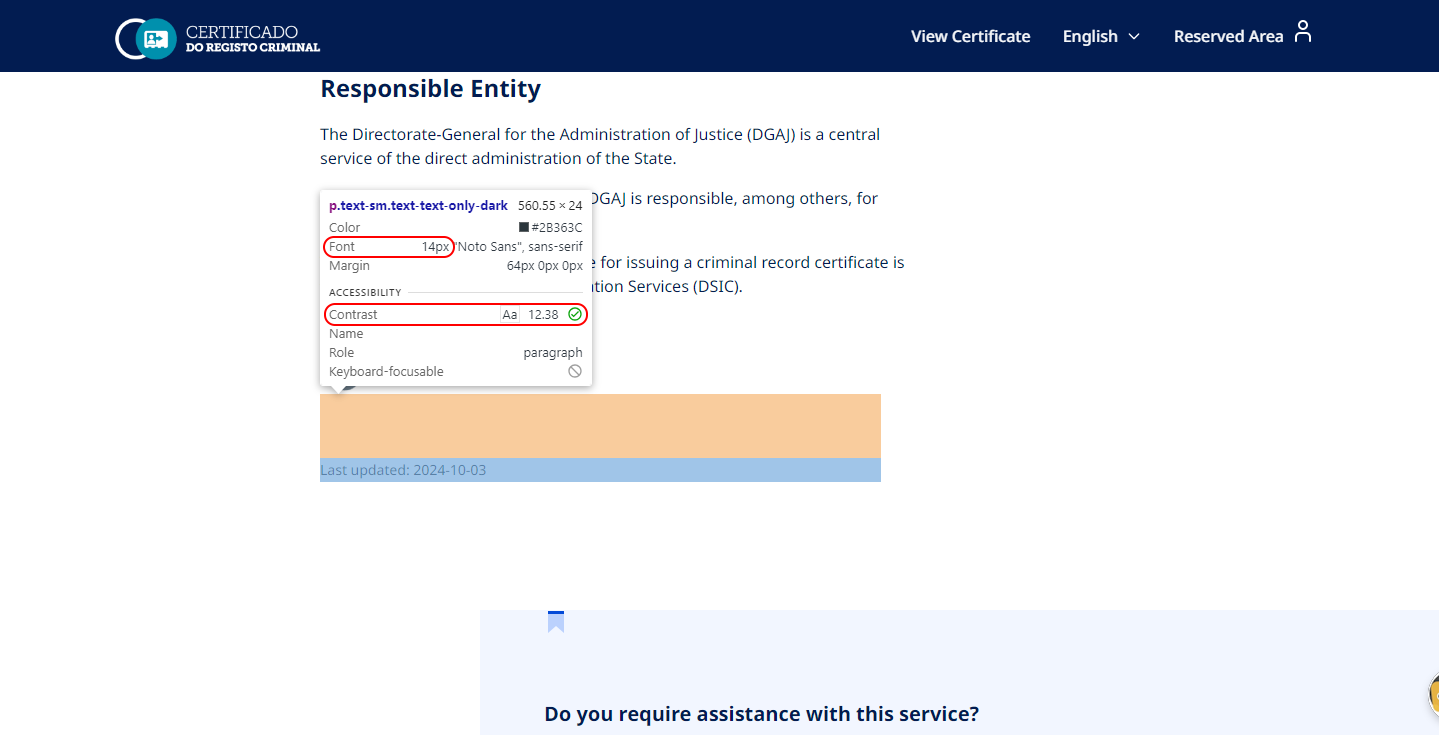 CERTIFICADO
DO REGISTO CRIMINAL
View Certificate
English
Reserved Area
Responsible Entity
The Directorate-General for the Administration of Justice (DGAJ) is a central
service of the direct administration of the State.
DGAJ is responsible, among others, for
for issuing a criminal record certificate is
Services (DSIC).
p.text-sm.text-text-only-dark 560.55 × 24
Color #2B363C
Font 14px "Noto Sans", sans-serif
Margin 64px 0px 0px
ACCESSIBILITY
Contrast Aa 12.38
Name
Role paragraph
Keyboard-focusable
Last updated: 2024-10-03
Do you require assistance with this service?